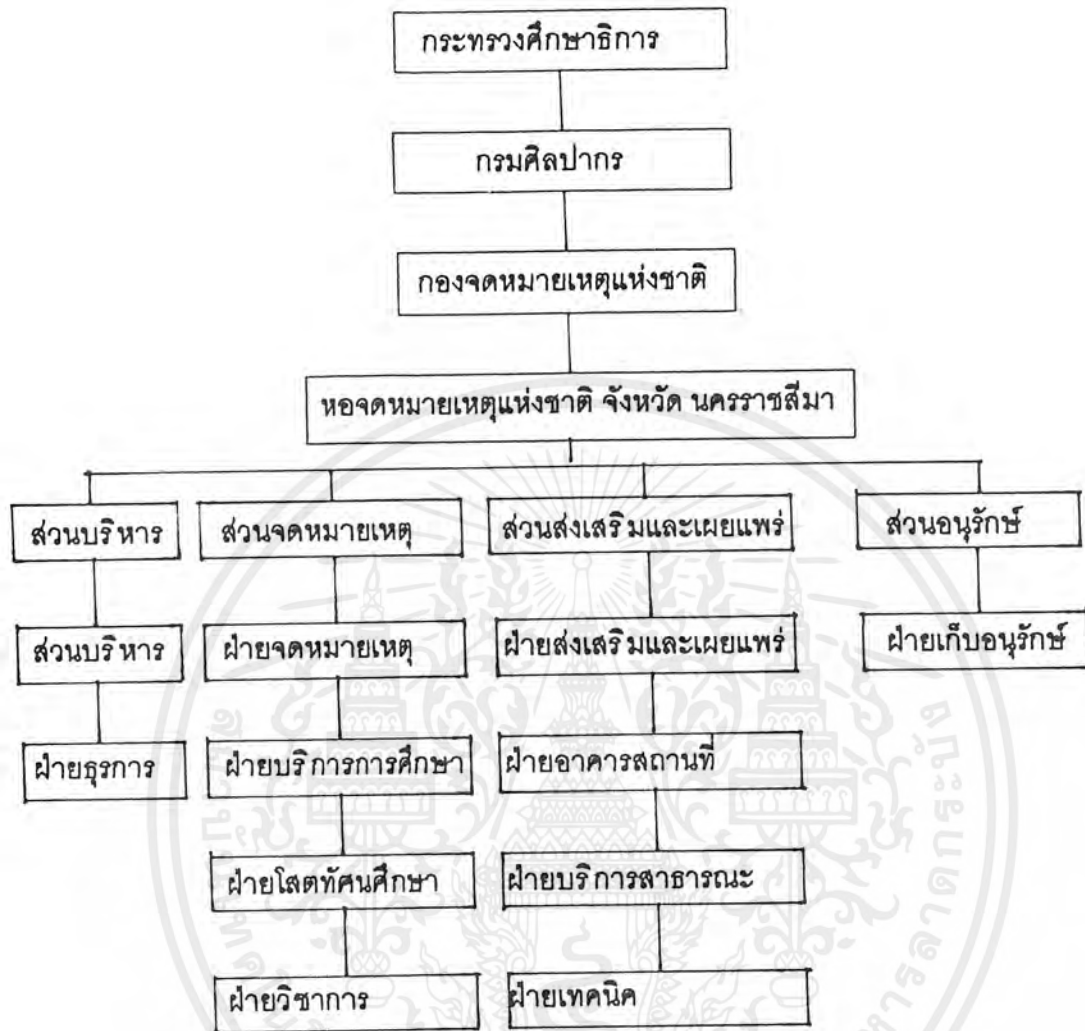 กระทรวงศึกษาธิการ
กรมศิลปากร
กองจดหมายเหตุแห่งชาติ
หอจดหมายเหตุแห่งชาติ จังหวัด นครราชสีมา
ส่วนบริหาร
ส่วนจดหมายเหตุ
ส่วนส่งเสริมและเผยแพร่
ส่วนอนุรักษ์
ส่วนบริหาร
ฝ่ายจดหมายเหตุ
ฝ่ายส่งเสริมและเผยแพร่
ฝ่ายเก็บอนุรักษ์
ฝ่ายธุรการ
ฝ่ายบริการการศึกษา
ฝ่ายอาคารสถานที่
ฝ่ายโสตทัศนศึกษา
ฝ่ายบริการสาธารณะ
ฝ่ายวิชาการ
ฝ่ายเทคนิค